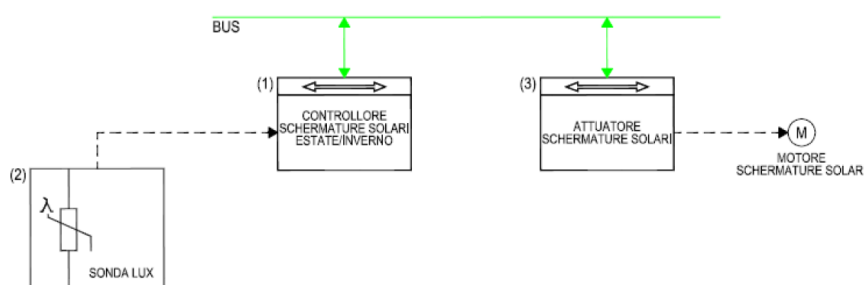 BUS
(1)
CONTROLLORE
SCHERMATURE SOLARI
ESTATE/INVERNO
(3)
ATTUATORE
SCHERMATURE SOLARI
M
MOTORE
SCHERMATURE SOLAR
(2)
λ
SONDA LUX